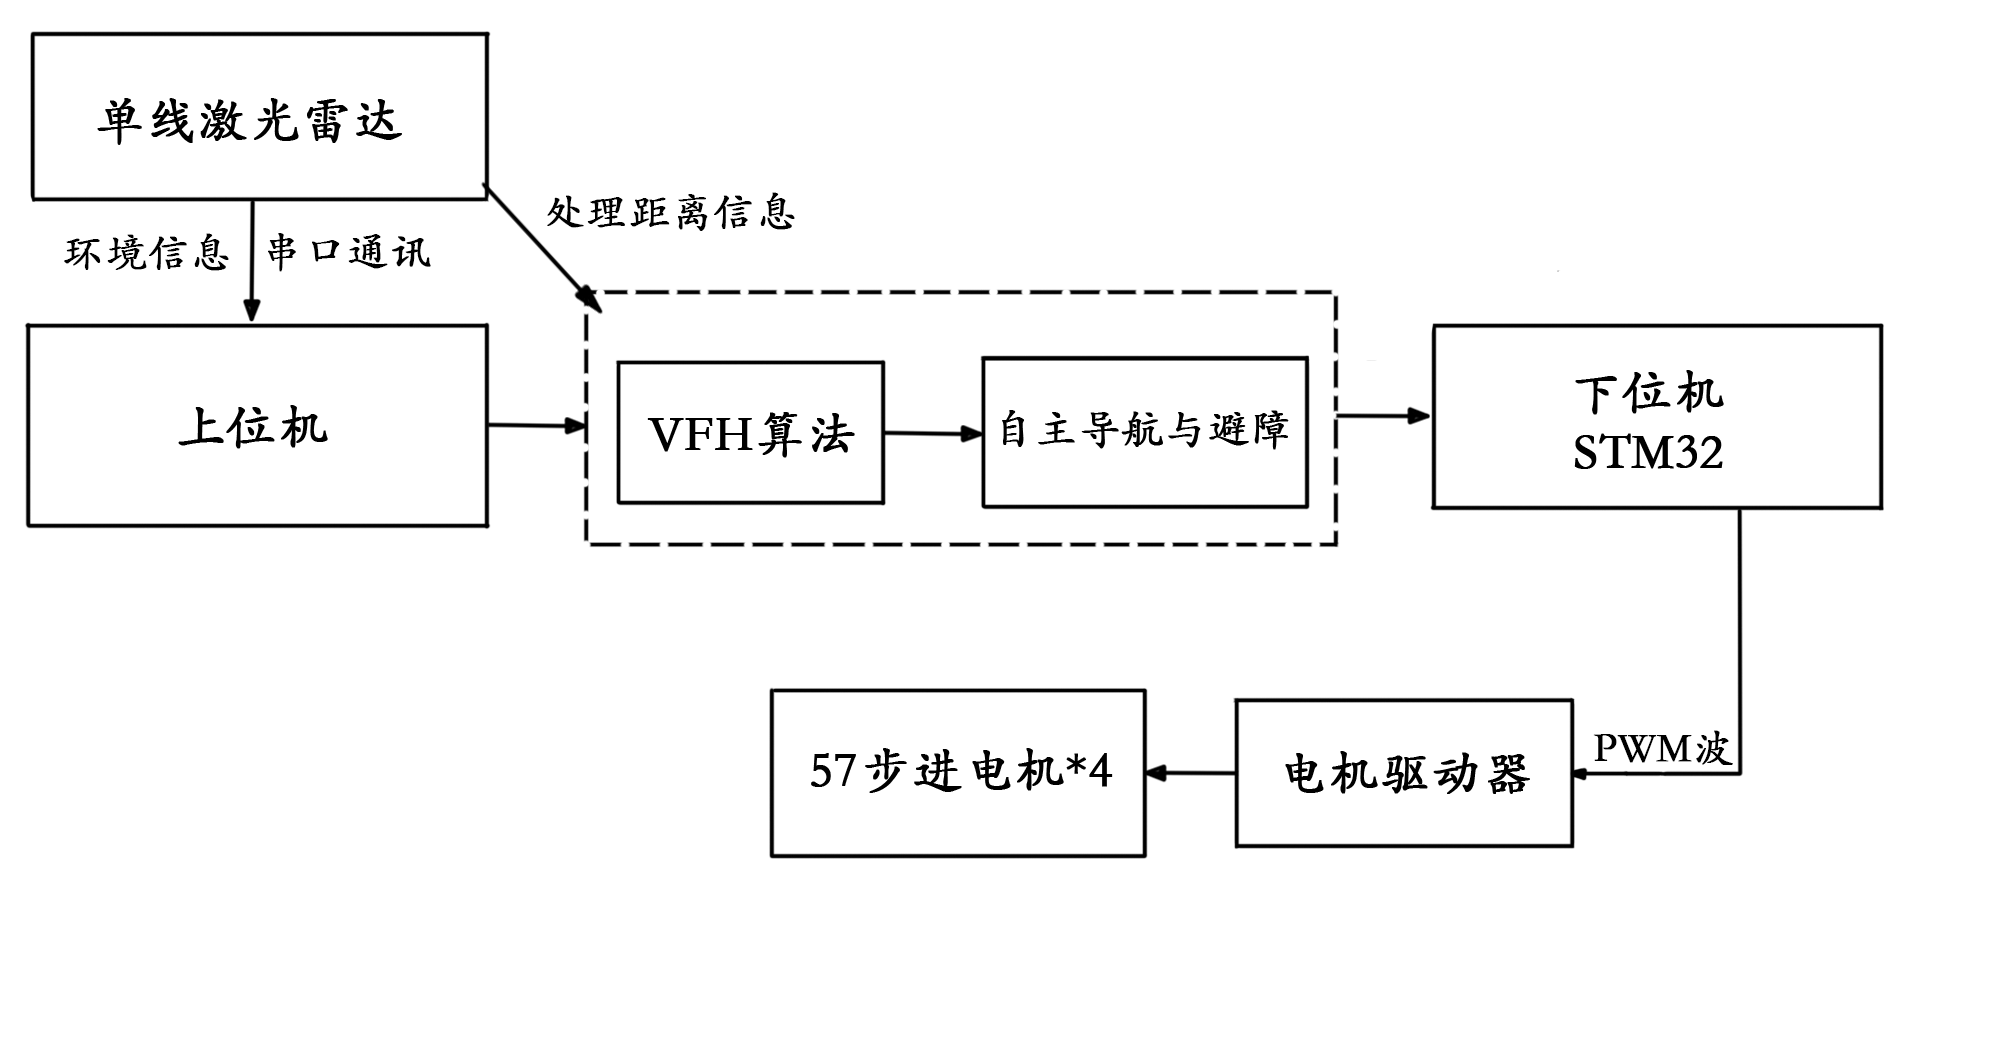 单线激光雷达
处理距离信息
环境信息
串口通讯
上位机
VFH算法
自主导航与避障
下位机
STM32
PWM波
57步进电机*4
电机驱动器